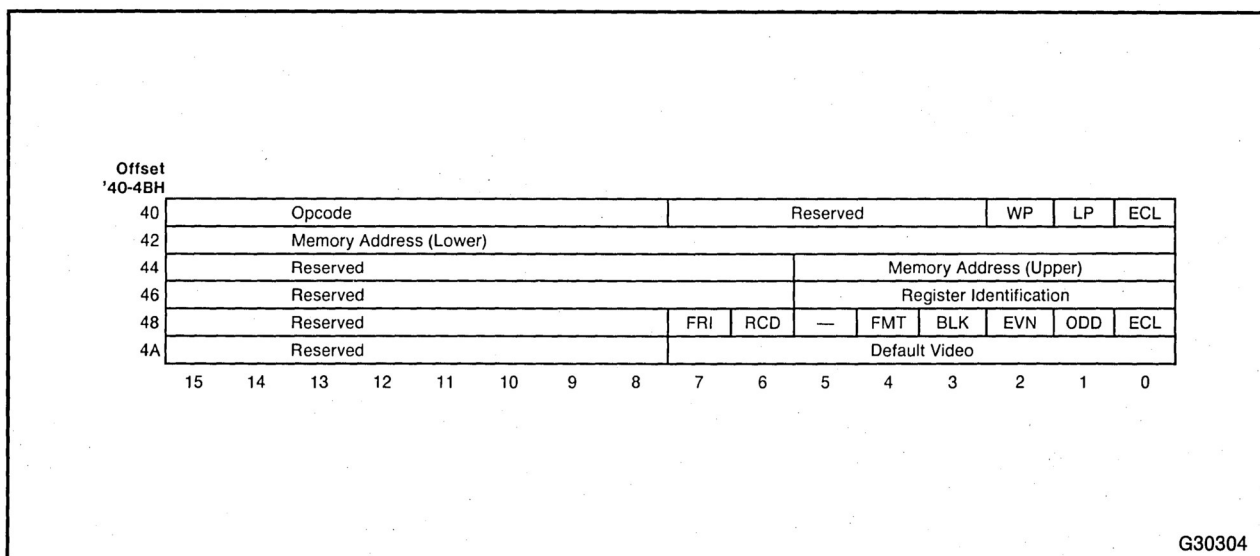 Offset
'40-4BH
40 Opcode Reserved WP LP ECL
42 Memory Address (Lower)
44 Reserved Memory Address (Upper)
46 Reserved Register Identification
48 Reserved FRI RCD — FMT BLK EVN ODD ECL
4A Reserved Default Video
15 14 13 12 11 10 9 8 7 6 5 4 3 2 1 0
G30304